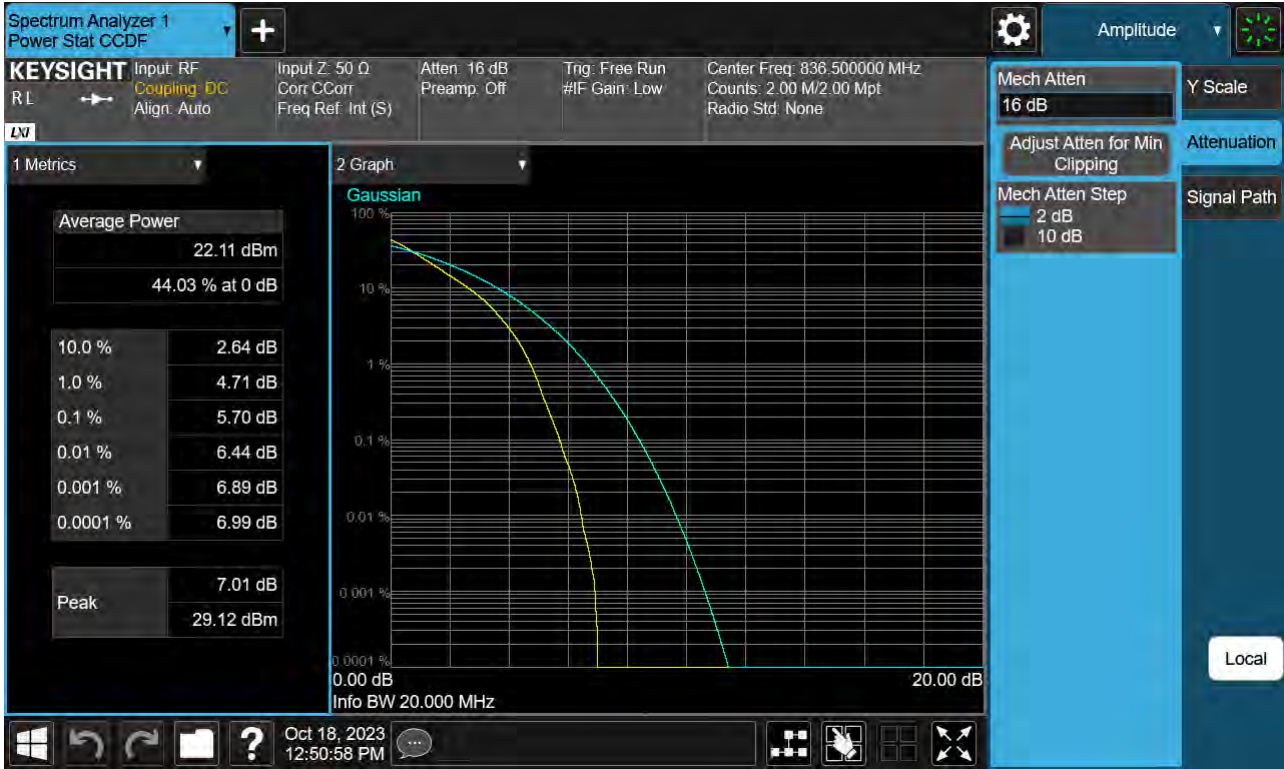 Spectrum Analyzer 1
Power Stat CCDF
+
Amplitude
KEYSIGHT
R L
LXI
Input: RF
Coupling: DC
Align: Auto
Input Z: 50 Ω
Corr CCorr
Freq Ref: Int (S)
Atten: 16 dB
Preamp: Off
Trig: Free Run
#IF Gain: Low
Center Freq: 836.500000 MHz
Counts: 2.00 M/2.00 Mpt
Radio Std: None
Mech Atten
16 dB
Adjust Atten for Min
Clipping
Mech Atten Step
2 dB
10 dB
Y Scale
Attenuation
Signal Path
1 Metrics
Average Power
22.11 dBm
44.03 % at 0 dB
10.0 % 2.64 dB
1.0 % 4.71 dB
0.1 % 5.70 dB
0.01 % 6.44 dB
0.001 % 6.89 dB
0.0001 % 6.99 dB
Peak
7.01 dB
29.12 dBm
2 Graph
Gaussian
100 %
10 %
1 %
0.1 %
0.01 %
0.001 %
0.0001 %
0.00 dB 20.00 dB
Info BW 20.000 MHz
Local
?
Oct 18, 2023
12:50:58 PM